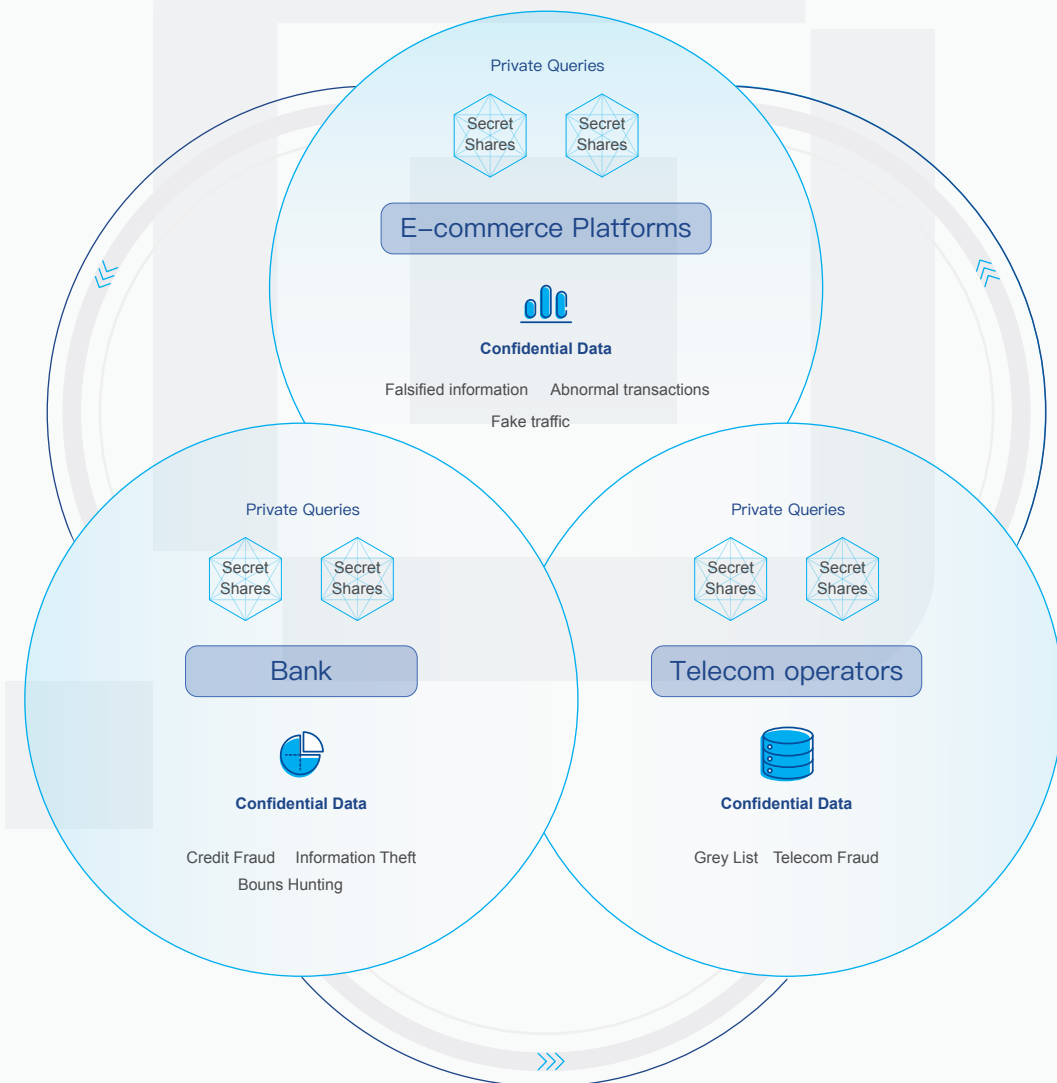 Private Queries
Secret Shares
Secret Shares
E-commerce Platforms
Confidential Data
Falsified information Abnormal transactions
Fake traffic
Private Queries
Secret Shares
Secret Shares
Bank
Confidential Data
Credit Fraud Information Theft
Bouns Hunting
Private Queries
Secret Shares
Secret Shares
Telecom operators
Confidential Data
Grey List Telecom Fraud